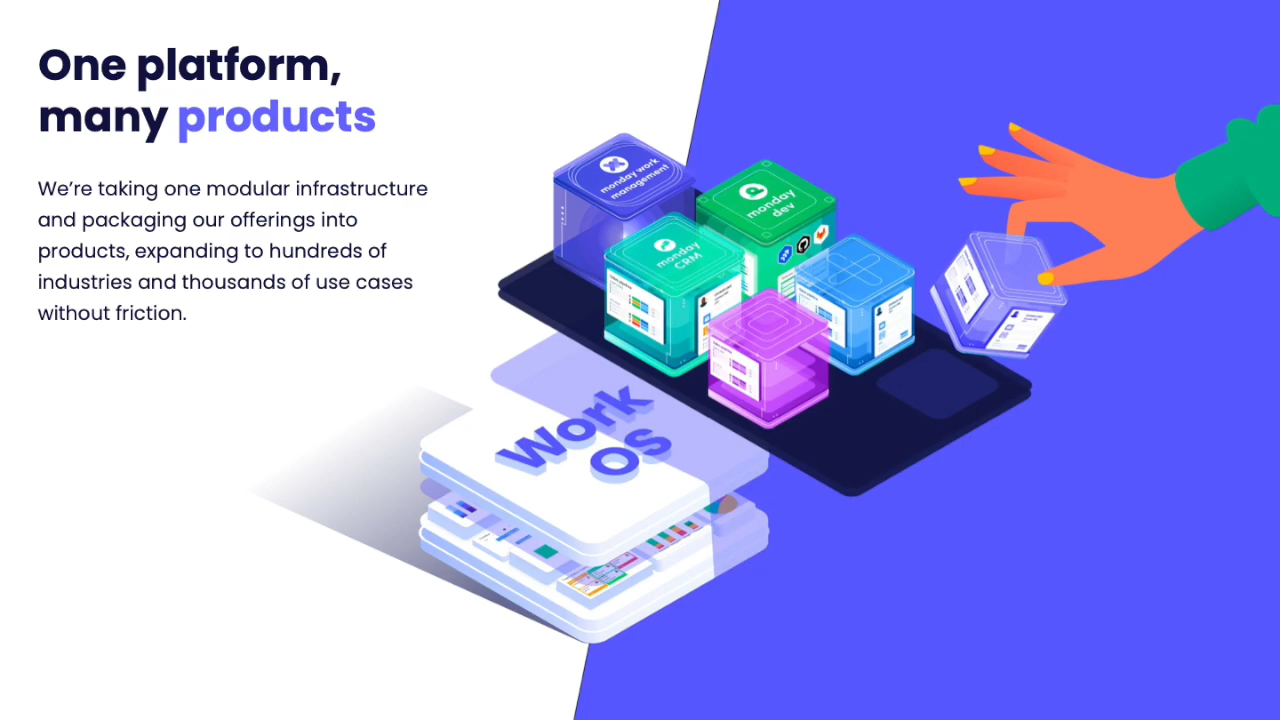 One platform,
many products
We’re taking one modular infrastructure
and packaging our offerings into
products, expanding to hundreds of
industries and thousands of use cases
without friction.
monday work
management
monday
dev
monday
CRM
Work
OS